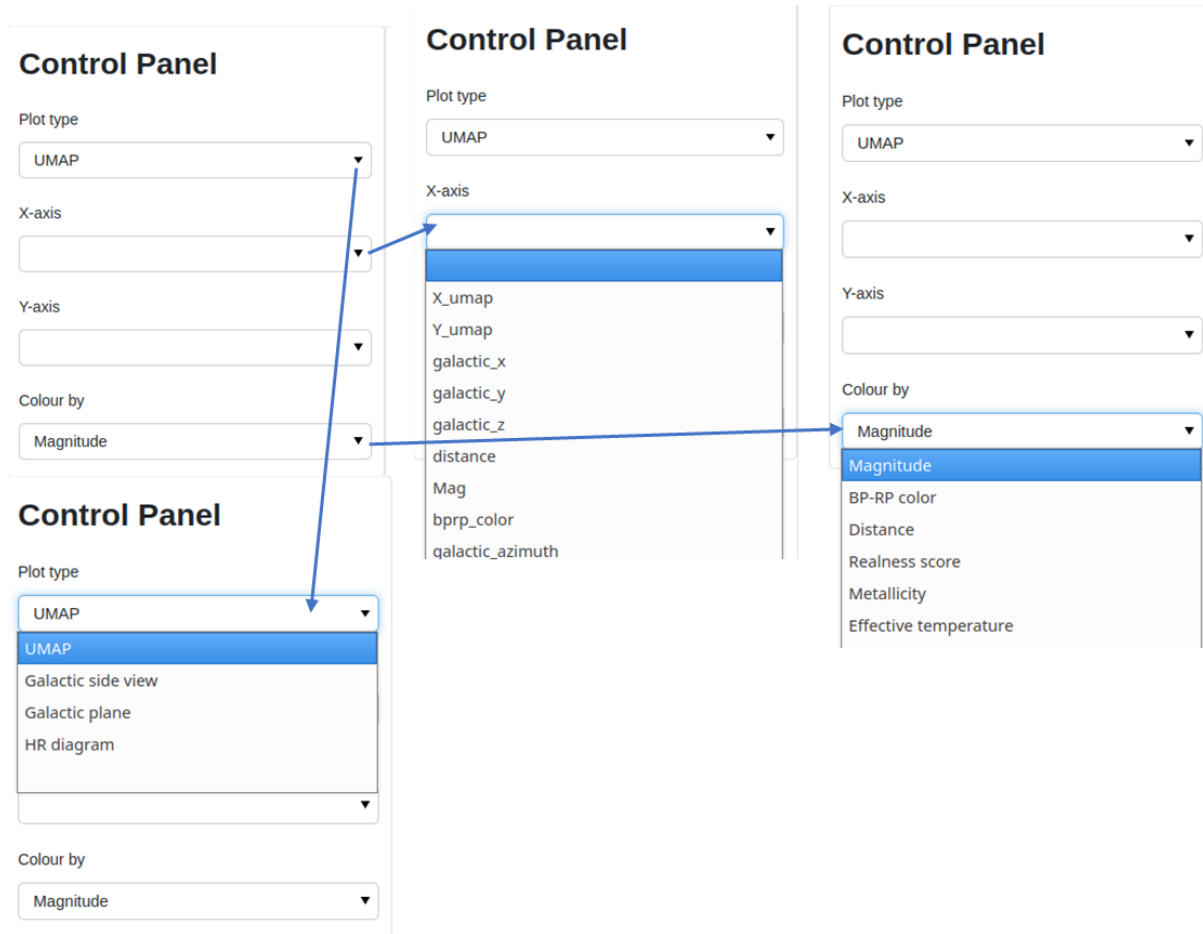 Control Panel
Plot type
UMAP
X-axis
Y-axis
Colour by
Magnitude
Control Panel
Plot type
UMAP
X-axis
X_umap
Y_umap
galactic_x
galactic_y
galactic_z
distance
Mag
bprp_color
galactic_azimuth
Control Panel
Plot type
UMAP
X-axis
Y-axis
Colour by
Magnitude
Magnitude
BP-RP color
Distance
Realness score
Metallicity
Effective temperature
Control Panel
Plot type
UMAP
UMAP
Galactic side view
Galactic plane
HR diagram
Colour by
Magnitude